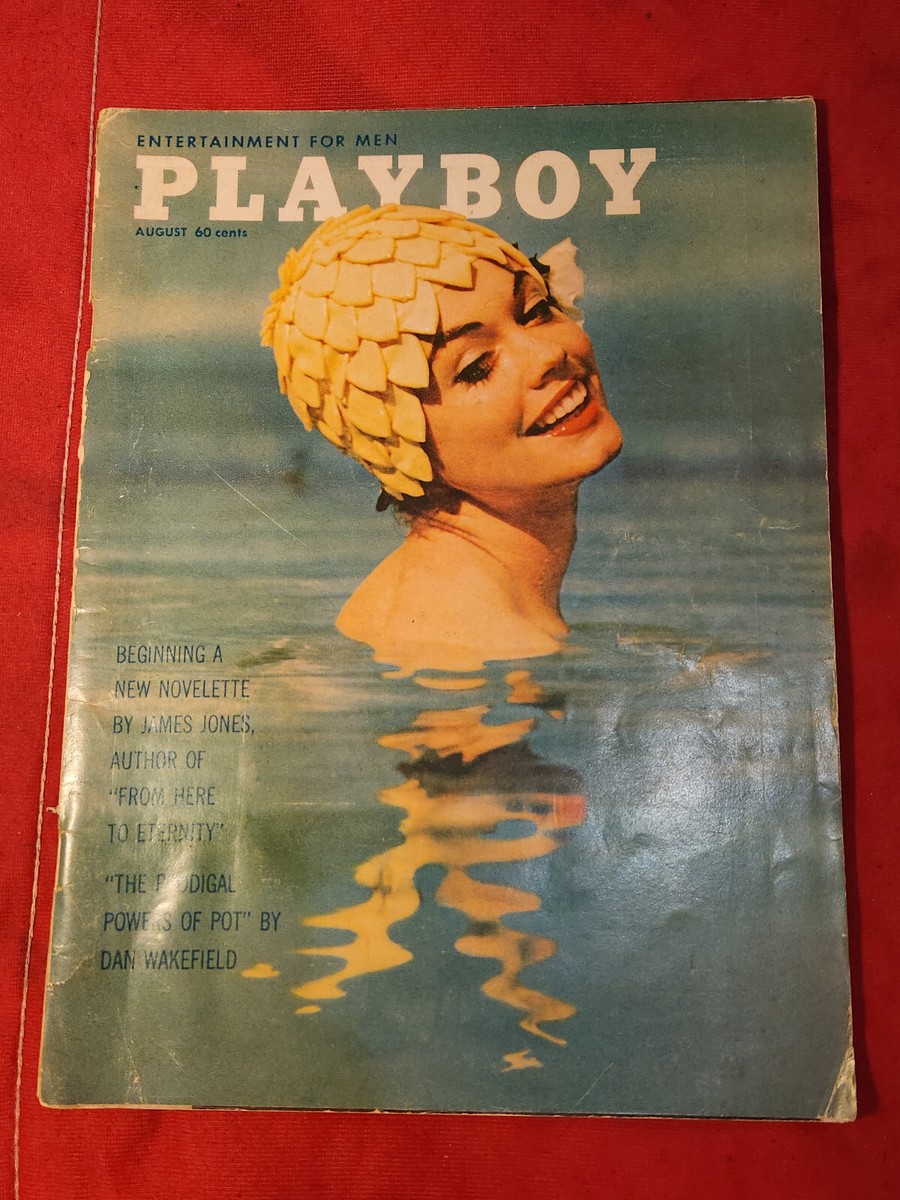 ENTERTAINMENT FOR MEN
PLAYBOY
AUGUST 60 cents
BEGINNING A
NEW NOVELETTE
BY JAMES JONES,
AUTHOR OF
"FROM HERE
TO ETERNITY"
"THE PRODIGAL
POWERS OF POT" BY
DAN WAKEFIELD